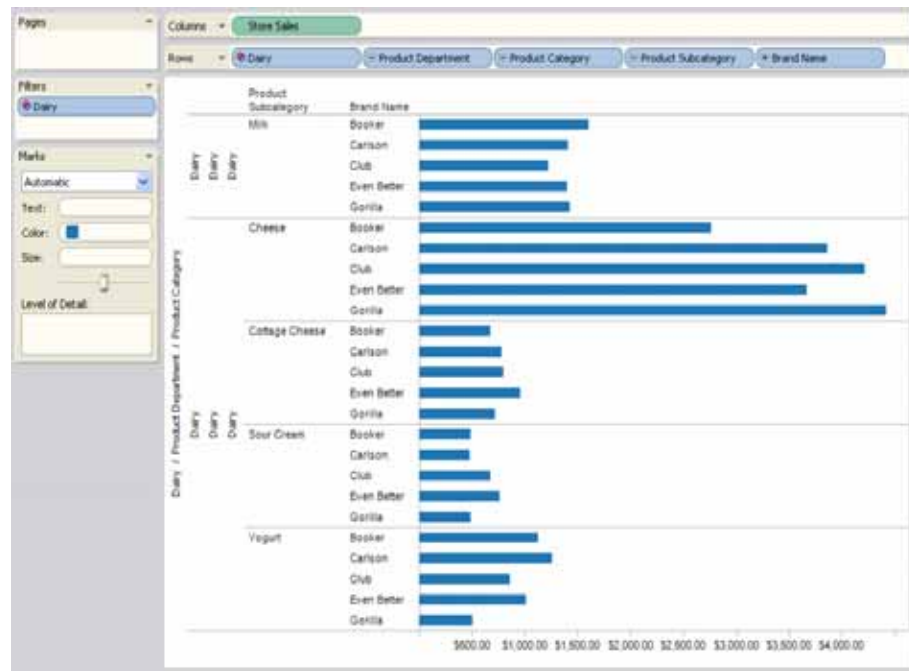 Pages
Columns
Store Sales
Rows
Dairy
Product Department
Product Category
Product Subcategory
Brand Name
Filters
Dairy
Marks
Automatic
Text:
Color:
Size:
Level of Detail:
Product
Subcategory
Brand Name
Dairy / Product Department / Product Category
Dairy
Dairy
Dairy
Milk
Booker
Carlson
Club
Even Better
Gorilla
Dairy
Dairy
Dairy
Cheese
Booker
Carlson
Club
Even Better
Gorilla
Cottage Cheese
Booker
Carlson
Club
Even Better
Gorilla
Sour Cream
Booker
Carlson
Club
Even Better
Gorilla
Yogurt
Booker
Carlson
Club
Even Better
Gorilla
$1,000.00 $1,500.00 $2,000.00 $2,500.00 $3,000.00 $3,500.00 $4,000.00